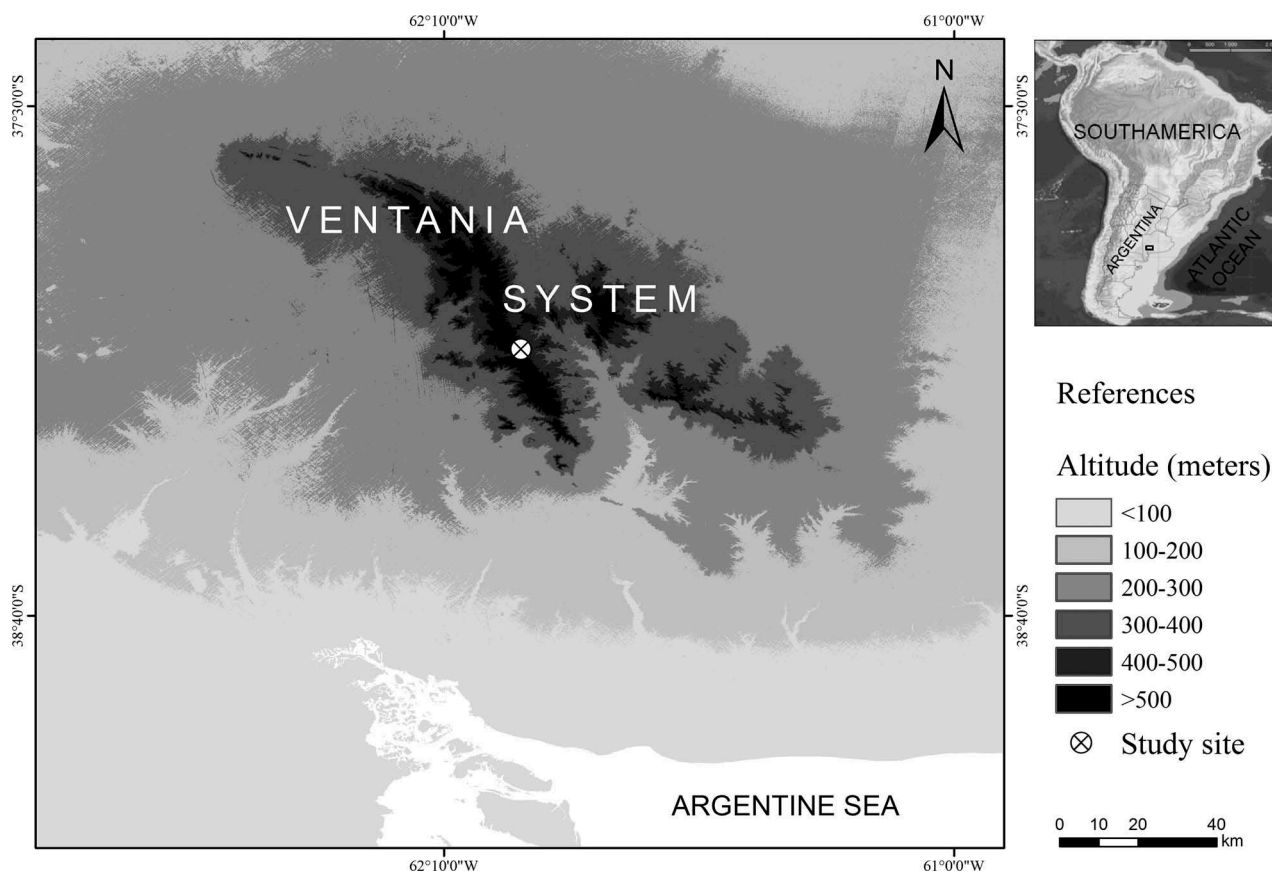 62°10'0"W
61°0'0"W
37°30'0"S
37°30'0"S
N
VENTANIA
SYSTEM
38°40'0"S
38°40'0"S
ARGENTINE SEA
62°10'0"W
61°0'0"W
SOUTHAMERICA
ARGENTINA
ATLANTIC
OCEAN
References
Altitude (meters)
<100
100-200
200-300
300-400
400-500
>500
Study site
0 10 20 40
km